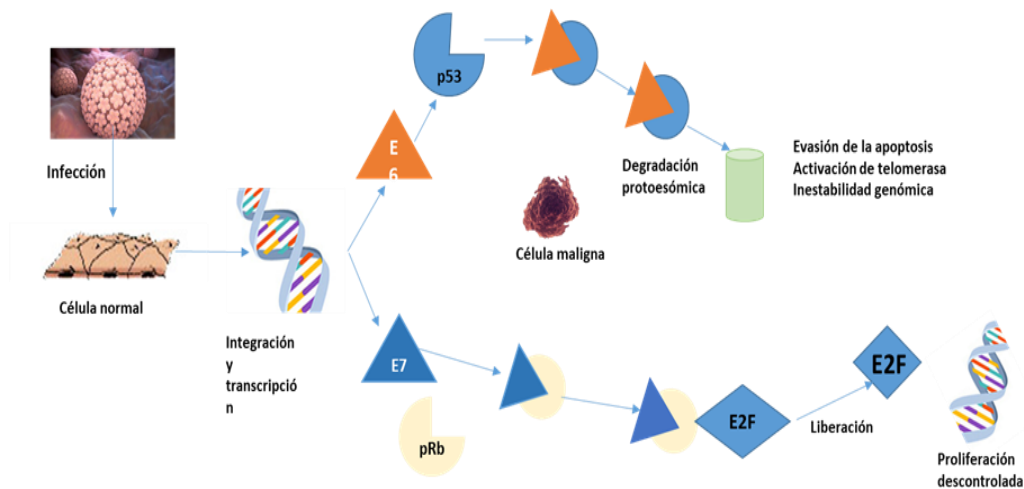 Infección
Célula normal
Integración
y
transcripció
n
E
6
p53
Degradación
protoesómica
Evasión de la apoptosis
Activación de telomerasa
Inestabilidad genómica
Célula maligna
E7
pRb
E2F
Liberación
E2F
Proliferación
descontrolada